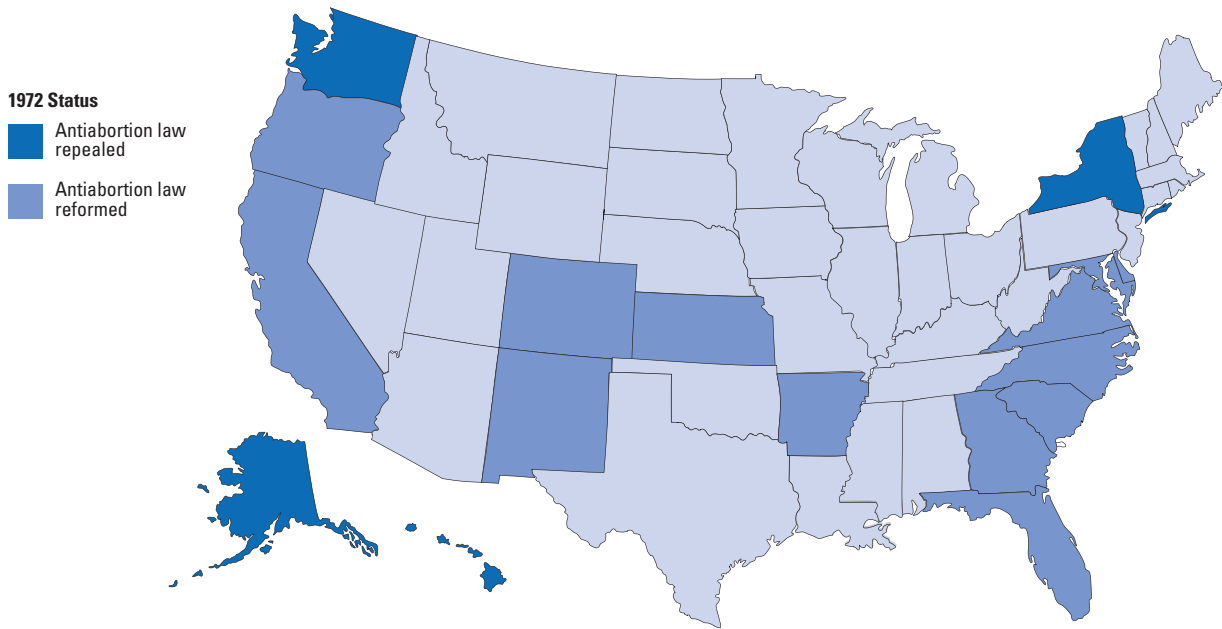 1972 Status
Antiabortion law
repealed
Antiabortion law
reformed